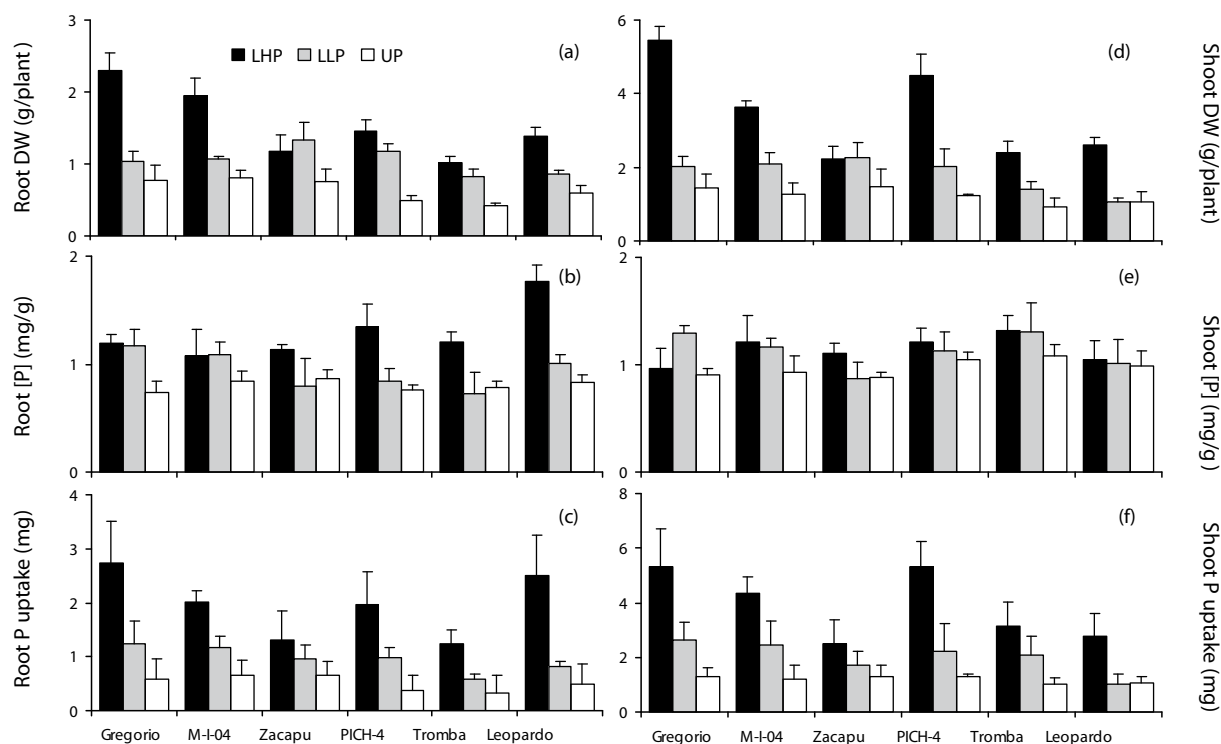 Root DW (g/plant)
3
2
1
0
LHP LLP UP
(a)
6
4
2
0
(d)
Shoot DW (g/plant)
Root [P] (mg/g)
2
1
0
(b)
2
1
0
(e)
Shoot [P] (mg/g)
Root P uptake (mg)
4
3
2
1
0
(c)
8
6
4
2
0
(f)
Shoot P uptake (mg)
Gregorio M-I-04 Zacapu PICH-4 Tromba Leopardo
Gregorio M-I-04 Zacapu PICH-4 Tromba Leopardo